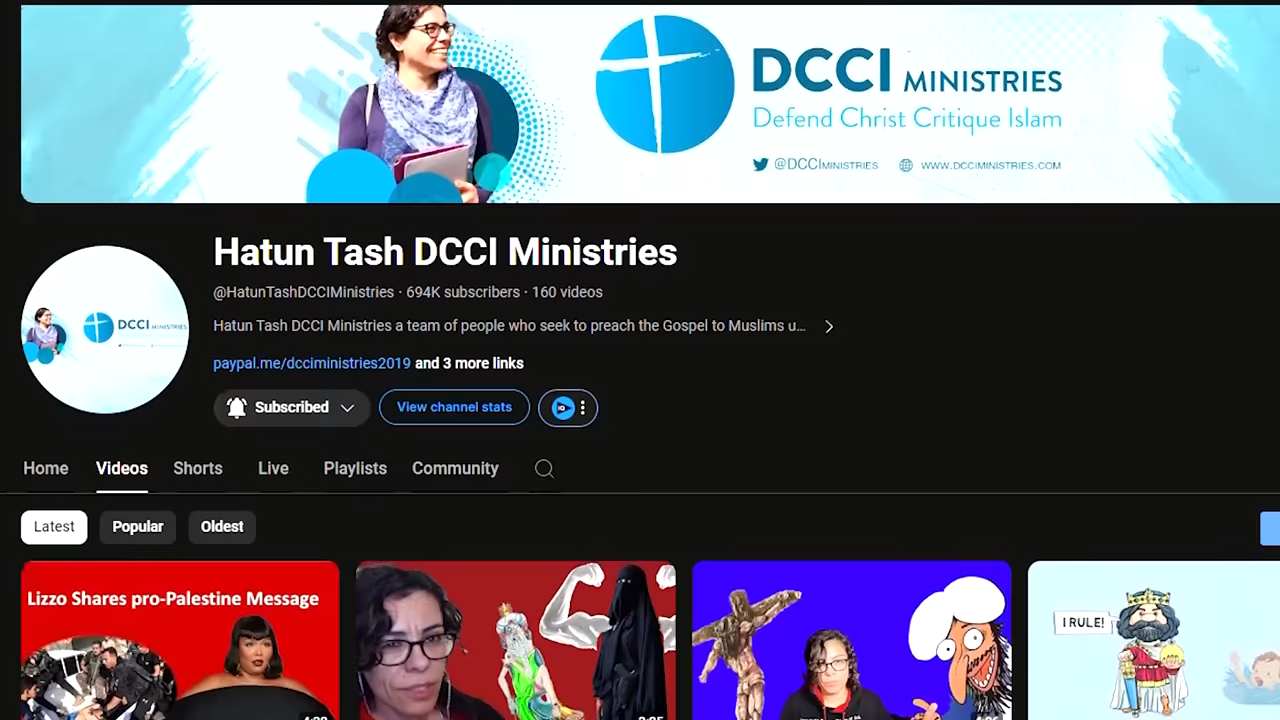 DCCI MINISTRIES
Defend Christ Critique Islam
@DCCIMINISTRIES WWW.DCCIMINISTRIES.COM
Hatun Tash DCCI Ministries
@HatunTashDCCIMinistries · 694K subscribers · 160 videos
DCCI MINISTRIES
Hatun Tash DCCI Ministries a team of people who seek to preach the Gospel to Muslims u...
paypal.me/dcciministries2019 and 3 more links
Subscribed View channel stats
Home Videos Shorts Live Playlists Community
Latest Popular Oldest
Lizzo Shares pro-Palestine Message
I RULE!